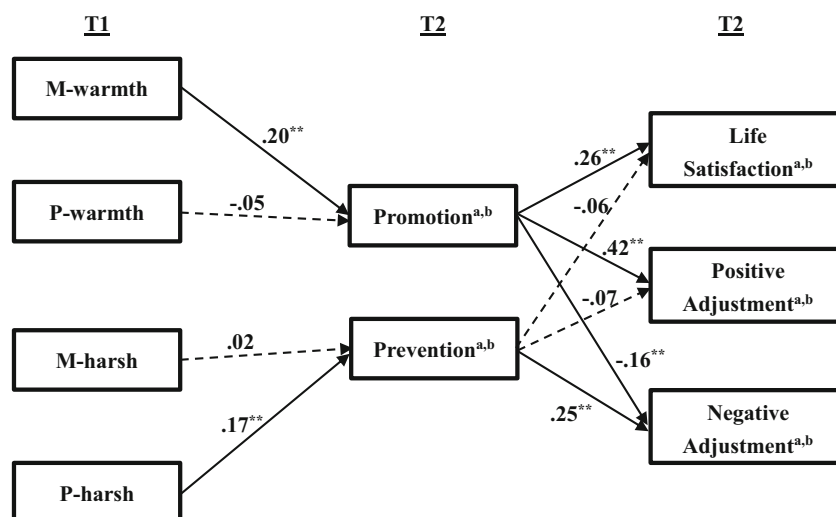 T1
T2
T2
M-warmth
P-warmth
M-harsh
P-harsh
.20**
-.05
.02
.17**
Promotion a,b
Prevention a,b
.26**
-.06
.42**
-.07
-.16**
.25**
Life
Satisfaction a,b
Positive
Adjustment a,b
Negative
Adjustment a,b